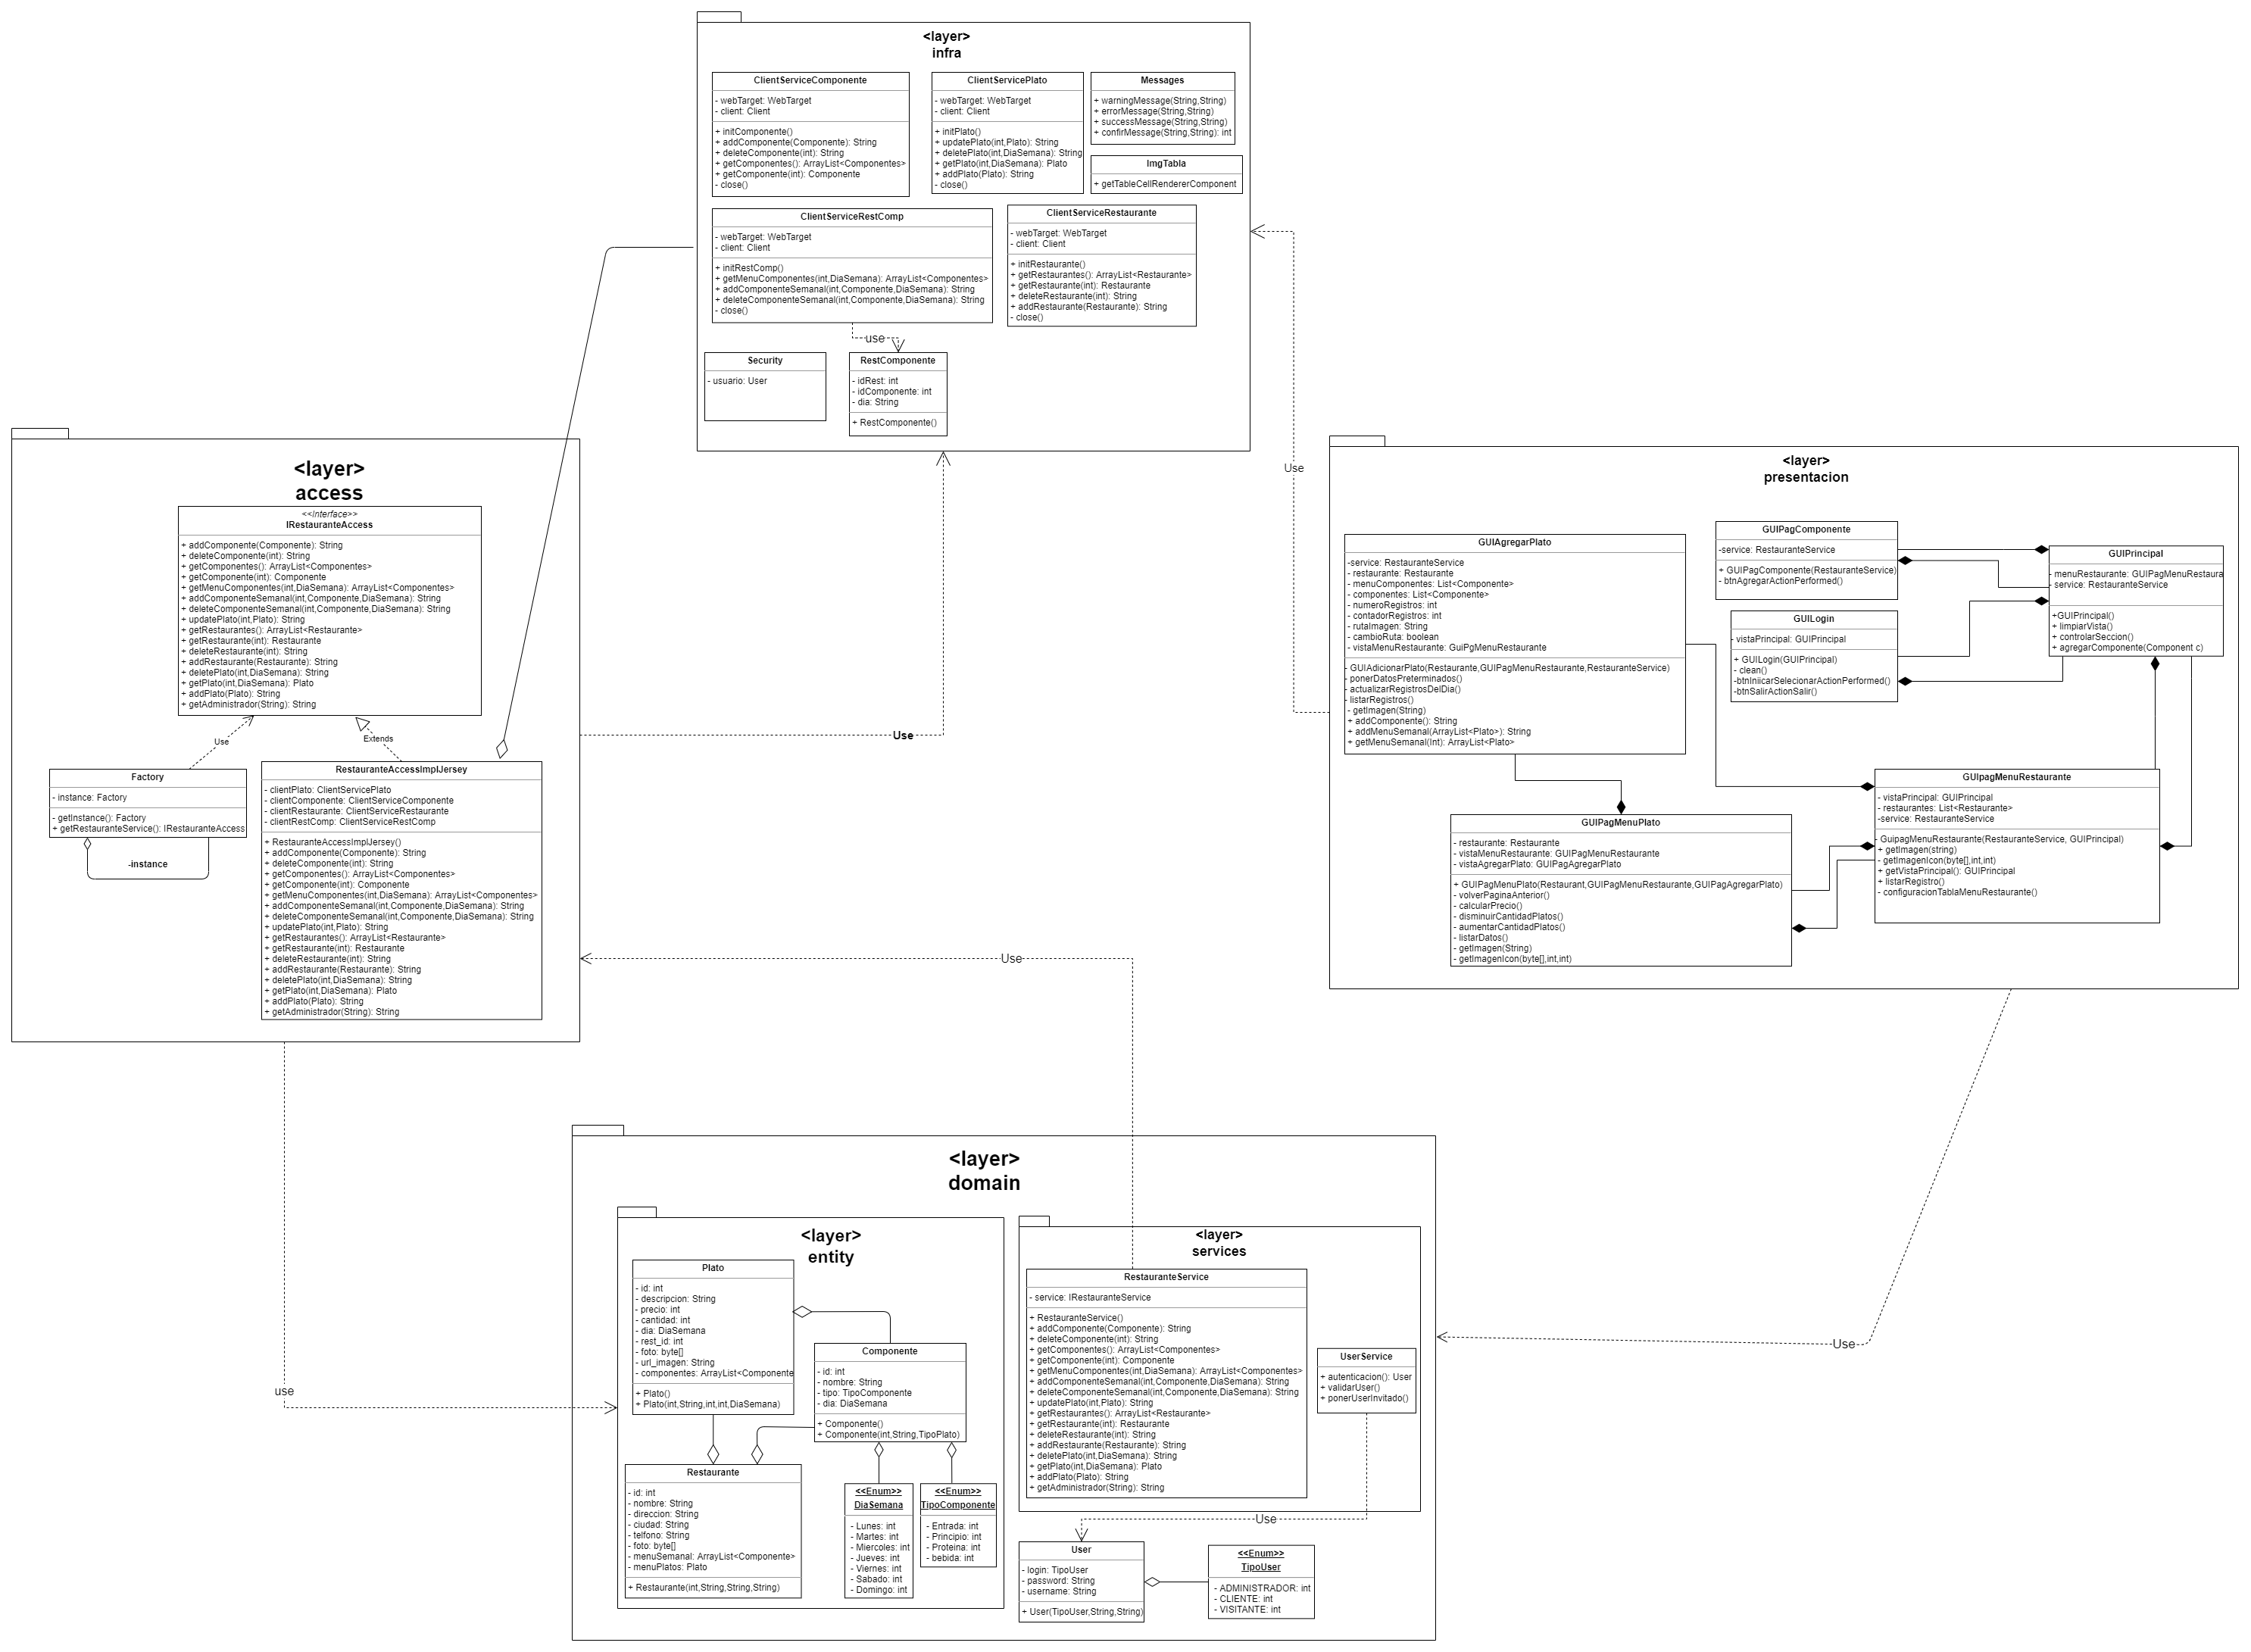 <layer>
infra
ClientServiceComponente
- webTarget: WebTarget
- client: Client
+ initComponente()
+ addComponente(Componente): String
+ deleteComponente(int): String
+ getComponentes(): ArrayList<Componentes>
+ getComponente(int): Componente
- close()
ClientServicePlato
- webTarget: WebTarget
- client: Client
+ initPlato()
+ updatePlato(int,Plato): String
+ deletePlato(int,DiaSemana): String
+ getPlato(int,DiaSemana): Plato
+ addPlato(Plato): String
- close()
Messages
+ warningMessage(String,String)
+ errorMessage(String,String)
+ successMessage(String,String)
+ confirMessage(String,String): int
ImgTabla
+ getTableCellRendererComponent
ClientServiceRestComp
- webTarget: WebTarget
- client: Client
+ initRestComp()
+ getMenuComponentes(int,DiaSemana): ArrayList<Componentes>
+ addComponenteSemanal(int,Componente,DiaSemana): String
+ deleteComponenteSemanal(int,Componente,DiaSemana): String
- close()
ClientServiceRestaurante
- webTarget: WebTarget
- client: Client
+ initRestaurante()
+ getRestaurantes(): ArrayList<Restaurante>
+ getRestaurante(int): Restaurante
+ deleteRestaurante(int): String
+ addRestaurante(Restaurante): String
- close()
use
Security
- usuario: User
RestComponente
- idRest: int
- idComponente: int
- dia: String
+ RestComponente()
<layer>
access
<<Interface>>
IRestauranteAccess
+ addComponente(Componente): String
+ deleteComponente(int): String
+ getComponentes(): ArrayList<Componentes>
+ getComponente(int): Componente
+ getMenuComponentes(int,DiaSemana): ArrayList<Componentes>
+ addComponenteSemanal(int,Componente,DiaSemana): String
+ deleteComponenteSemanal(int,Componente,DiaSemana): String
+ updatePlato(int,Plato): String
+ getRestaurantes(): ArrayList<Restaurante>
+ getRestaurante(int): Restaurante
+ deleteRestaurante(int): String
+ addRestaurante(Restaurante): String
+ deletePlato(int,DiaSemana): String
+ getPlato(int,DiaSemana): Plato
+ addPlato(Plato): String
+ getAdministrador(String): String
Use
Extends
Factory
- instance: Factory
- getInstance(): Factory
+ getRestauranteService(): IRestauranteAccess
-instance
RestauranteAccessImplJersey
- clientPlato: ClientServicePlato
- clientComponente: ClientServiceComponente
- clientRestaurante: ClientServiceRestaurante
- clientRestComp: ClientServiceRestComp
+ RestauranteAccessImplJersey()
+ addComponente(Componente): String
+ deleteComponente(int): String
+ getComponentes(): ArrayList<Componentes>
+ getComponente(int): Componente
+ getMenuComponentes(int,DiaSemana): ArrayList<Componentes>
+ addComponenteSemanal(int,Componente,DiaSemana): String
+ deleteComponenteSemanal(int,Componente,DiaSemana): String
+ updatePlato(int,Plato): String
+ getRestaurantes(): ArrayList<Restaurante>
+ getRestaurante(int): Restaurante
+ deleteRestaurante(int): String
+ addRestaurante(Restaurante): String
+ deletePlato(int,DiaSemana): String
+ getPlato(int,DiaSemana): Plato
+ addPlato(Plato): String
+ getAdministrador(String): String
Use
Use
Use
<layer>
presentacion
GUIAgregarPlato
-service: RestauranteService
- restaurante: Restaurante
- menuComponentes: List<Componente>
- componentes: List<Componente>
- numeroRegistros: int
- contadorRegistros: int
- rutaImagen: String
- cambioRuta: boolean
- vistaMenuRestaurante: GuiPgMenuRestaurante
- GUIAdicionarPlato(Restaurante,GUIPagMenuRestaurante,RestauranteService)
- ponerDatosPreterminados()
- actualizarRegistrosDelDia()
- listarRegistros()
- getImagen(String)
+ addComponente(): String
+ addMenuSemanal(ArrayList<Plato>): String
+ getMenuSemanal(Int): ArrayList<Plato>
GUIPagComponente
-service: RestauranteService
+ GUIPagComponente(RestauranteService)
- btnAgregarActionPerformed()
GUIPrincipal
- menuRestaurante: GUIPagMenuRestaura
- service: RestauranteService
+GUIPrincipal()
+ limpiarVista()
+ controlarSeccion()
+ agregarComponente(Component c)
GUILogin
- vistaPrincipal: GUIPrincipal
+ GUILogin(GUIPrincipal)
- clean()
-btnIniicarSelecionarActionPerformed()
-btnSalirActionSalir()
GUIpagMenuRestaurante
- vistaPrincipal: GUIPrincipal
- restaurantes: List<Restaurante>
-service: RestauranteService
- GuipagMenuRestaurante(RestauranteService, GUIPrincipal)
+ getImagen(string)
- getImagenIcon(byte[],int,int)
+ getVistaPrincipal(): GUIPrincipal
+ listarRegistro()
- configuracionTablaMenuRestaurante()
GUIPagMenuPlato
- restaurante: Restaurante
- vistaMenuRestaurante: GUIPagMenuRestaurante
- vistaAgregarPlato: GUIPagAgregarPlato
+ GUIPagMenuPlato(Restaurant,GUIPagMenuRestaurante,GUIPagAgregarPlato)
- volverPaginaAnterior()
- calcularPrecio()
- disminuirCantidadPlatos()
- aumentarCantidadPlatos()
- listarDatos()
- getImagen(String)
- getImagenIcon(byte[],int,int)
use
Use
<layer>
domain
<layer>
entity
Plato
- id: int
- descripcion: String
- precio: int
- cantidad: int
- dia: DiaSemana
- rest_id: int
- foto: byte[]
- url_imagen: String
- componentes: ArrayList<Componente
+ Plato()
+ Plato(int,String,int,int,DiaSemana)
Componente
- id: int
- nombre: String
- tipo: TipoComponente
- dia: DiaSemana
+ Componente()
+ Componente(int,String,TipoPlato)
Restaurante
- id: int
- nombre: String
- direccion: String
- ciudad: String
- telfono: String
- foto: byte[]
- menuSemanal: ArrayList<Componente>
- menuPlatos: Plato
+ Restaurante(int,String,String,String)
<<Enum>>
DiaSemana
- Lunes: int
- Martes: int
- Miercoles: int
- Jueves: int
- Viernes: int
- Sabado: int
- Domingo: int
<<Enum>>
TipoComponente
- Entrada: int
- Principio: int
- Proteina: int
- bebida: int
<layer>
services
RestauranteService
- service: IRestauranteService
+ RestauranteService()
+ addComponente(Componente): String
+ deleteComponente(int): String
+ getComponentes(): ArrayList<Componentes>
+ getComponente(int): Componente
+ getMenuComponentes(int,DiaSemana): ArrayList<Componentes>
+ addComponenteSemanal(int,Componente,DiaSemana): String
+ deleteComponenteSemanal(int,Componente,DiaSemana): String
+ updatePlato(int,Plato): String
+ getRestaurantes(): ArrayList<Restaurante>
+ getRestaurante(int): Restaurante
+ deleteRestaurante(int): String
+ addRestaurante(Restaurante): String
+ deletePlato(int,DiaSemana): String
+ getPlato(int,DiaSemana): Plato
+ addPlato(Plato): String
+ getAdministrador(String): String
UserService
+ autenticacion(): User
+ validarUser()
+ ponerUserInvitado()
Use
User
- login: TipoUser
- password: String
- username: String
+ User(TipoUser,String,String)
<<Enum>>
TipoUser
- ADMINISTRADOR: int
- CLIENTE: int
- VISITANTE: int